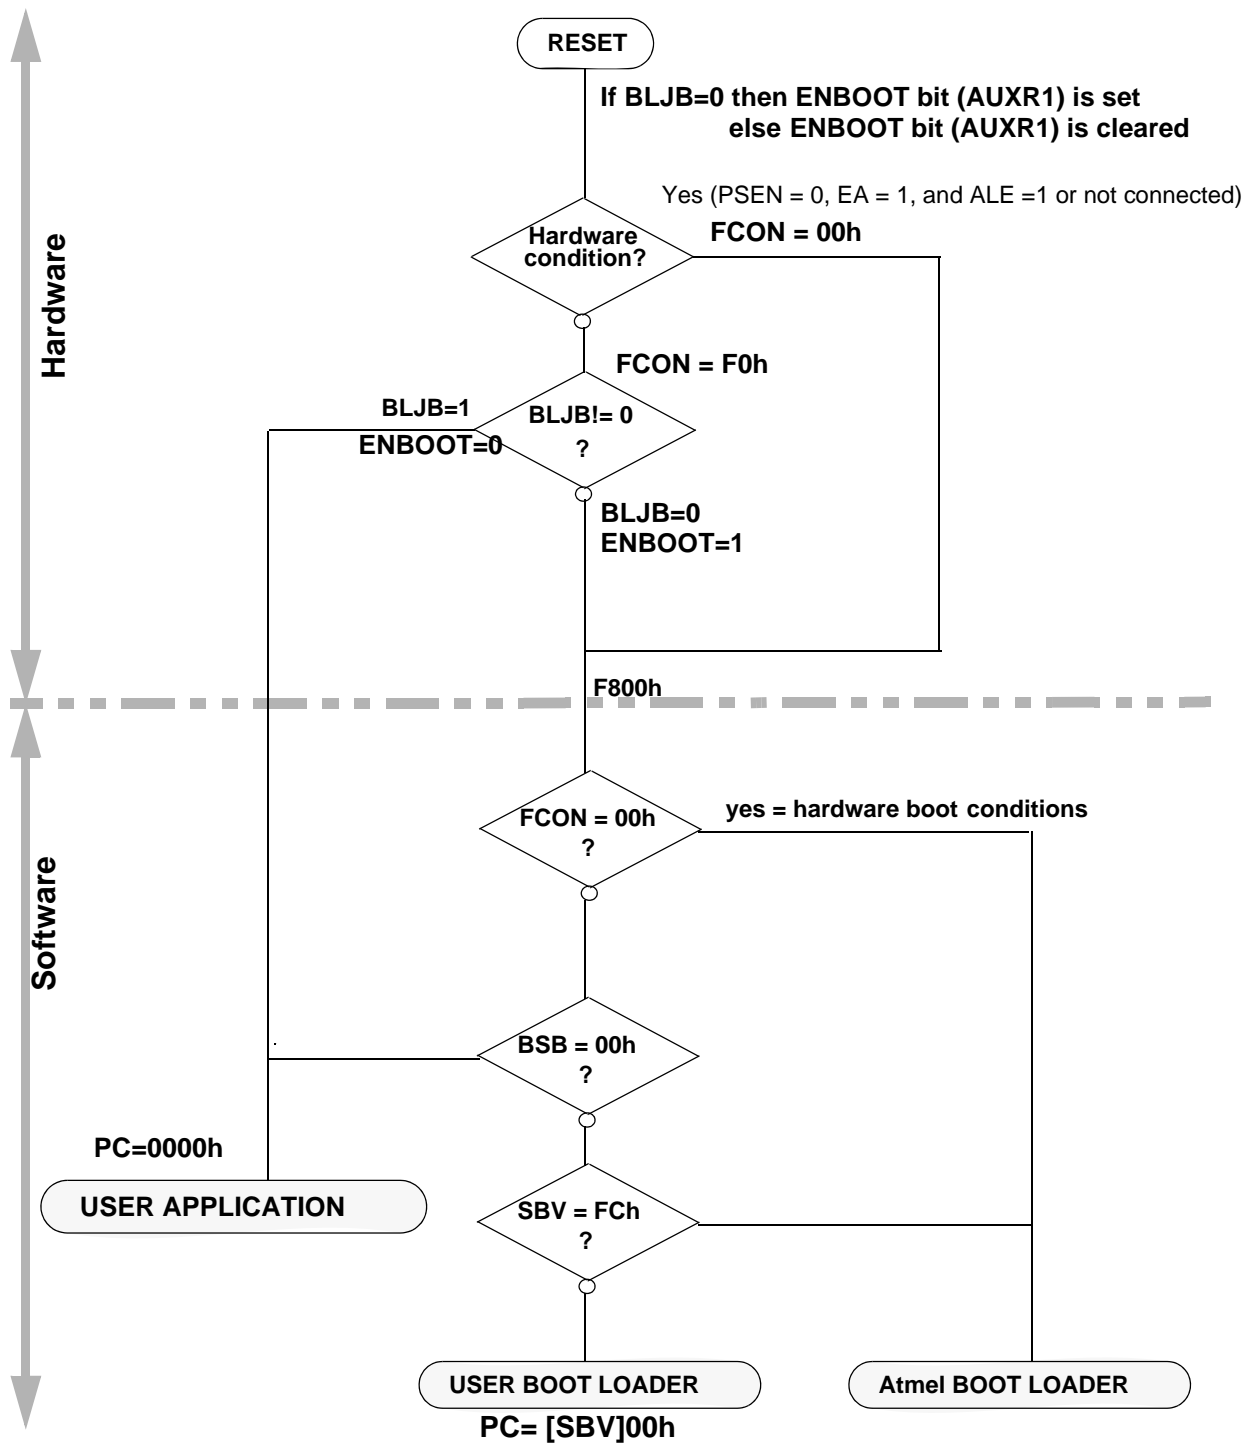 RESET
If BLJB=0 then ENBOOT bit (AUXR1) is set
else ENBOOT bit (AUXR1) is cleared
Yes (PSEN = 0, EA = 1, and ALE =1 or not connected)
FCON = 00h
Hardware
condition?
Hardware
FCON = F0h
BLJB=1
ENBOOT=0
BLJB!= 0
?
BLJB=0
ENBOOT=1
F800h
FCON = 00h
?
yes = hardware boot conditions
Software
BSB = 00h
?
PC=0000h
USER APPLICATION
SBV = FCh
?
USER BOOT LOADER
PC= [SBV]00h
Atmel BOOT LOADER